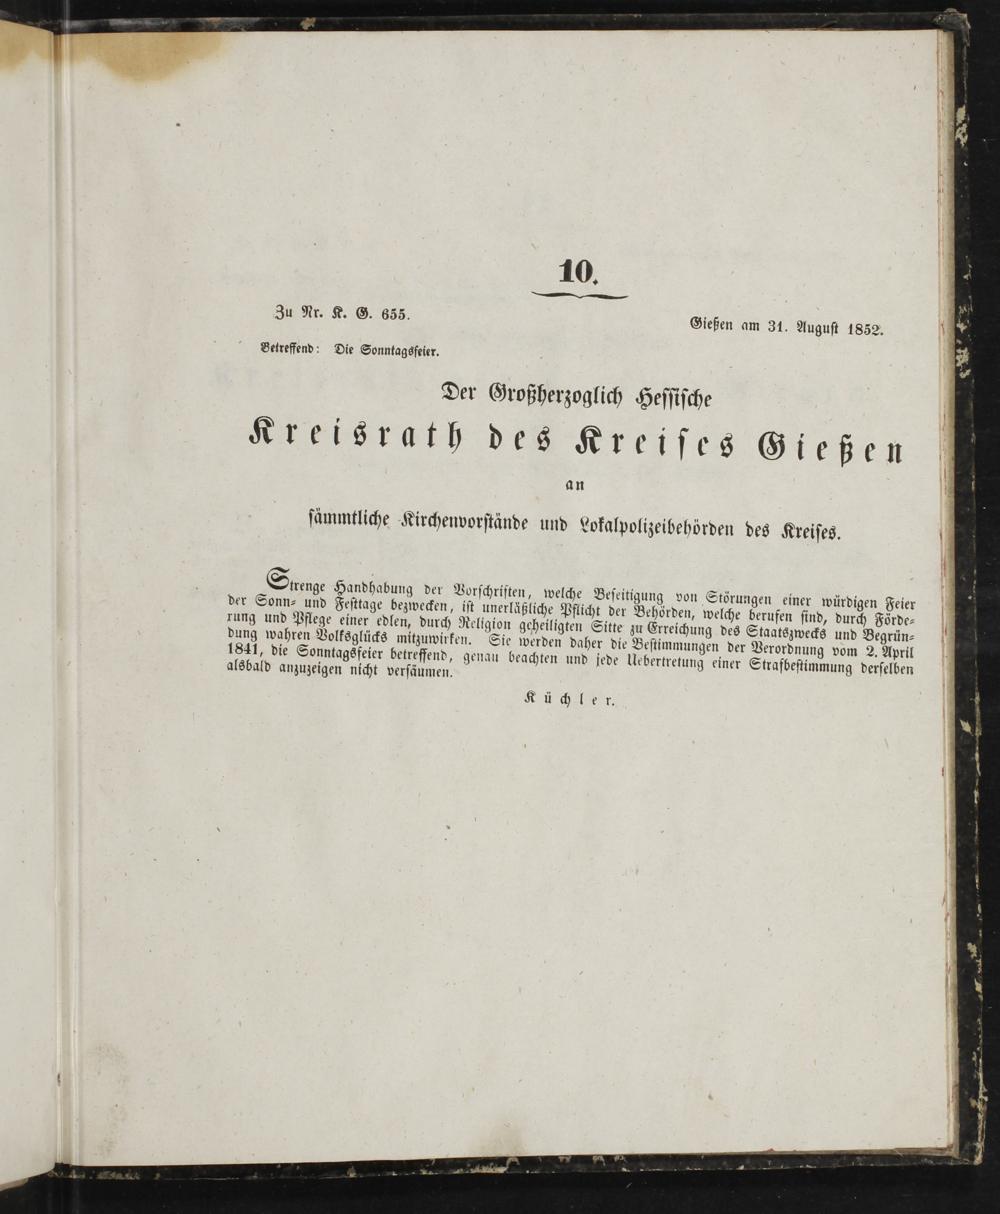 10.
Zu Nr. K. G. 655.
Gießen am 31. August 1852.
Betreffend: Die Sonntagsfeier.
Der Großherzoglich Hessische
Kreisrath des Kreises Gießen
an
sämmtliche Kirchenvorstände und Lokalpolizeibehörden des Kreises.
Strenge Handhabung der Vorschriften, welche Beseitigung von Störungen einer würdigen Feier
der Sonn- und Festtage bezwecken, ist unerläßliche Pflicht der Behörden, welche berufen sind, durch Förde-
rung und Pflege einer edlen, durch Religion geheiligten Sitte zu Erreichung des Staatszwecks und Begrün-
dung wahren Volksglücks mitzuwirken. Sie werden daher die Bestimmungen der Verordnung vom 2. April
1841, die Sonntagsfeier betreffend, genau beachten und jede Uebertretung einer Strafbestimmung derselben
alsbald anzuzeigen nicht versäumen.
Küchler.